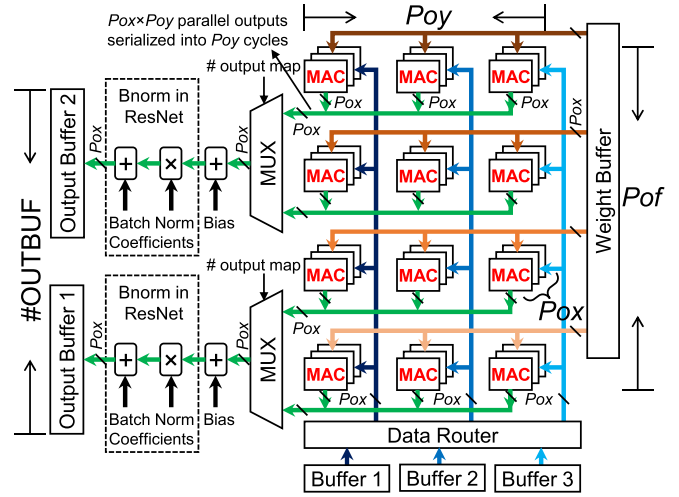 Pox×Poy parallel outputs
serialized into Poy cycles
Poy
# output map
MAC
MAC
MAC
Pox
Pox
Pox
Pox
Bnorm in
ResNet
Output Buffer 2
Pox
+
×
+
Pox
MUX
Batch Norm
Coefficients
Bias
MAC
MAC
MAC
Pox
Weight Buffer
Pof
#OUTBUF
# output map
MAC
MAC
MAC
Pox
Bnorm in
ResNet
Output Buffer 1
Pox
+
×
+
Pox
MUX
Batch Norm
Coefficients
Bias
MAC
MAC
MAC
Pox
Pox
Pox
Data Router
Buffer 1
Buffer 2
Buffer 3